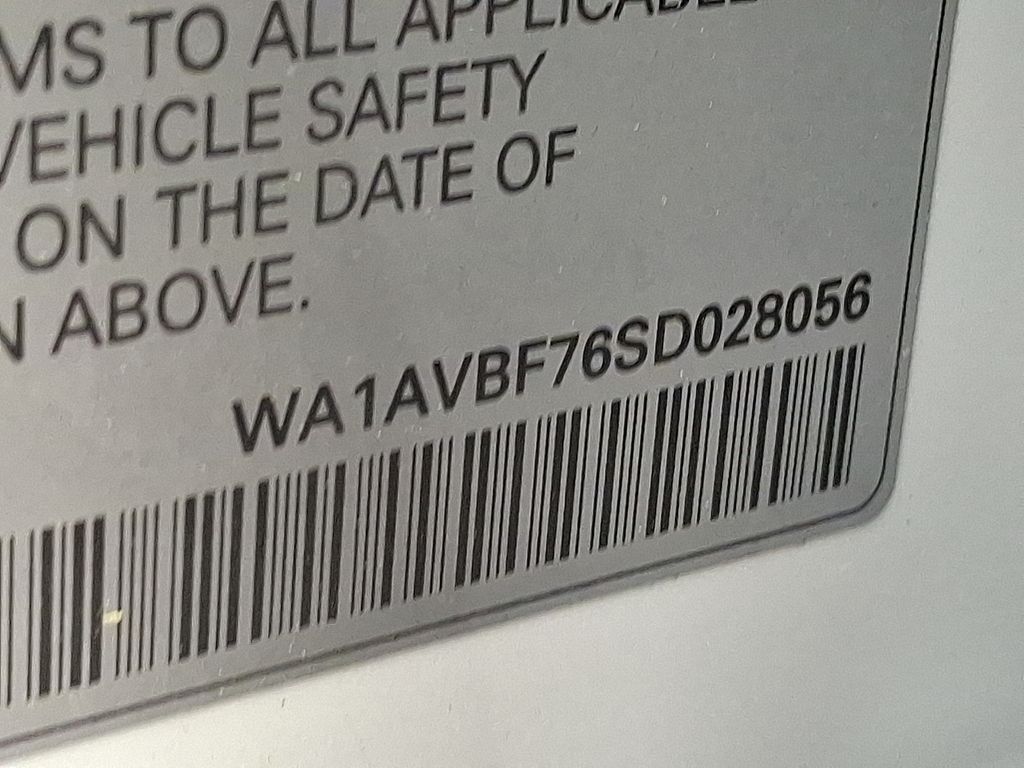 MS TO ALL APPLICABLE
VEHICLE SAFETY
ON THE DATE OF
N ABOVE.
WA1AVBF76SD028056